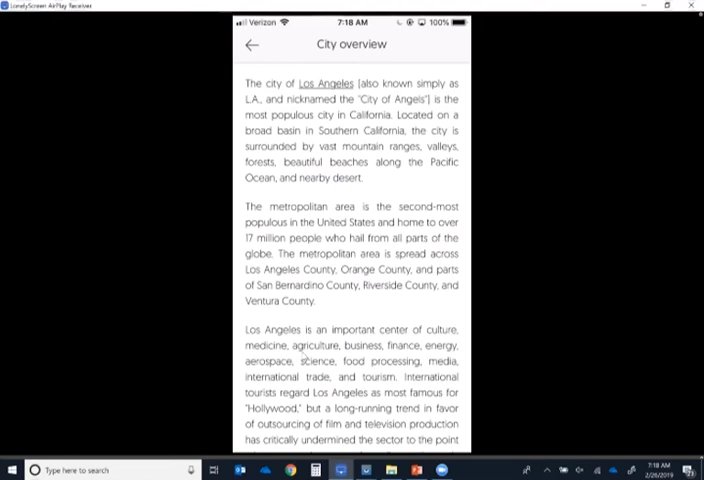 LonelyScreen AirPlay Receiver
Verizon 7:18 AM 100%
City overview
The city of Los Angeles [also known simply as
L.A., and nicknamed the "City of Angels"] is the
most populous city in California. Located on a
broad basin in Southern California, the city is
surrounded by vast mountain ranges, valleys,
forests, beautiful beaches along the Pacific
Ocean, and nearby desert.
The metropolitan area is the second-most
populous in the United States and home to over
17 million people who hail from all parts of the
globe. The metropolitan area is spread across
Los Angeles County, Orange County, and parts
of San Bernardino County, Riverside County, and
Ventura County.
Los Angeles is an important center of culture,
medicine, agriculture, business, finance, energy,
aerospace, science, food processing, media,
international trade, and tourism. International
tourists regard Los Angeles as most famous for
"Hollywood," but a long-running trend in favor
of outsourcing of film and television production
has critically undermined the sector to the point
Type here to search
7:18 AM
2/26/2019